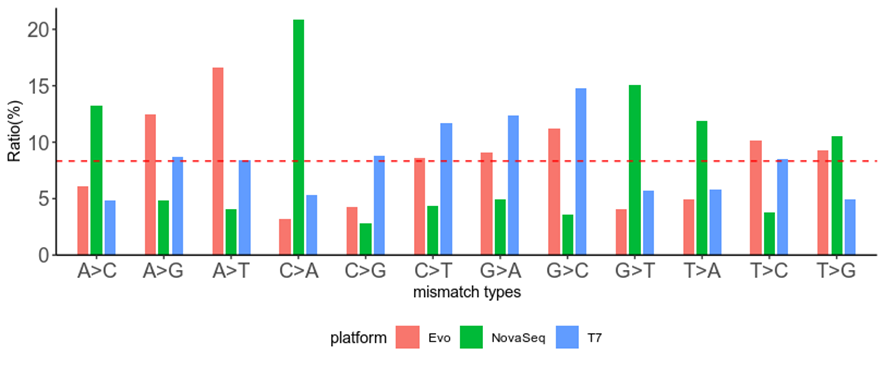 20
15
10
5
0
Ratio(%)
A>C A>G A>T C>A C>G C>T G>A G>C G>T T>A T>C T>G
mismatch types
platform Evo NovaSeq T7